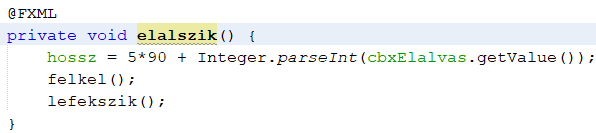 @FXML
private void elalszik() {
hossz = 5*90 + Integer.parseInt(cbxElalvas.getValue());
felkel();
lefekszik();
}